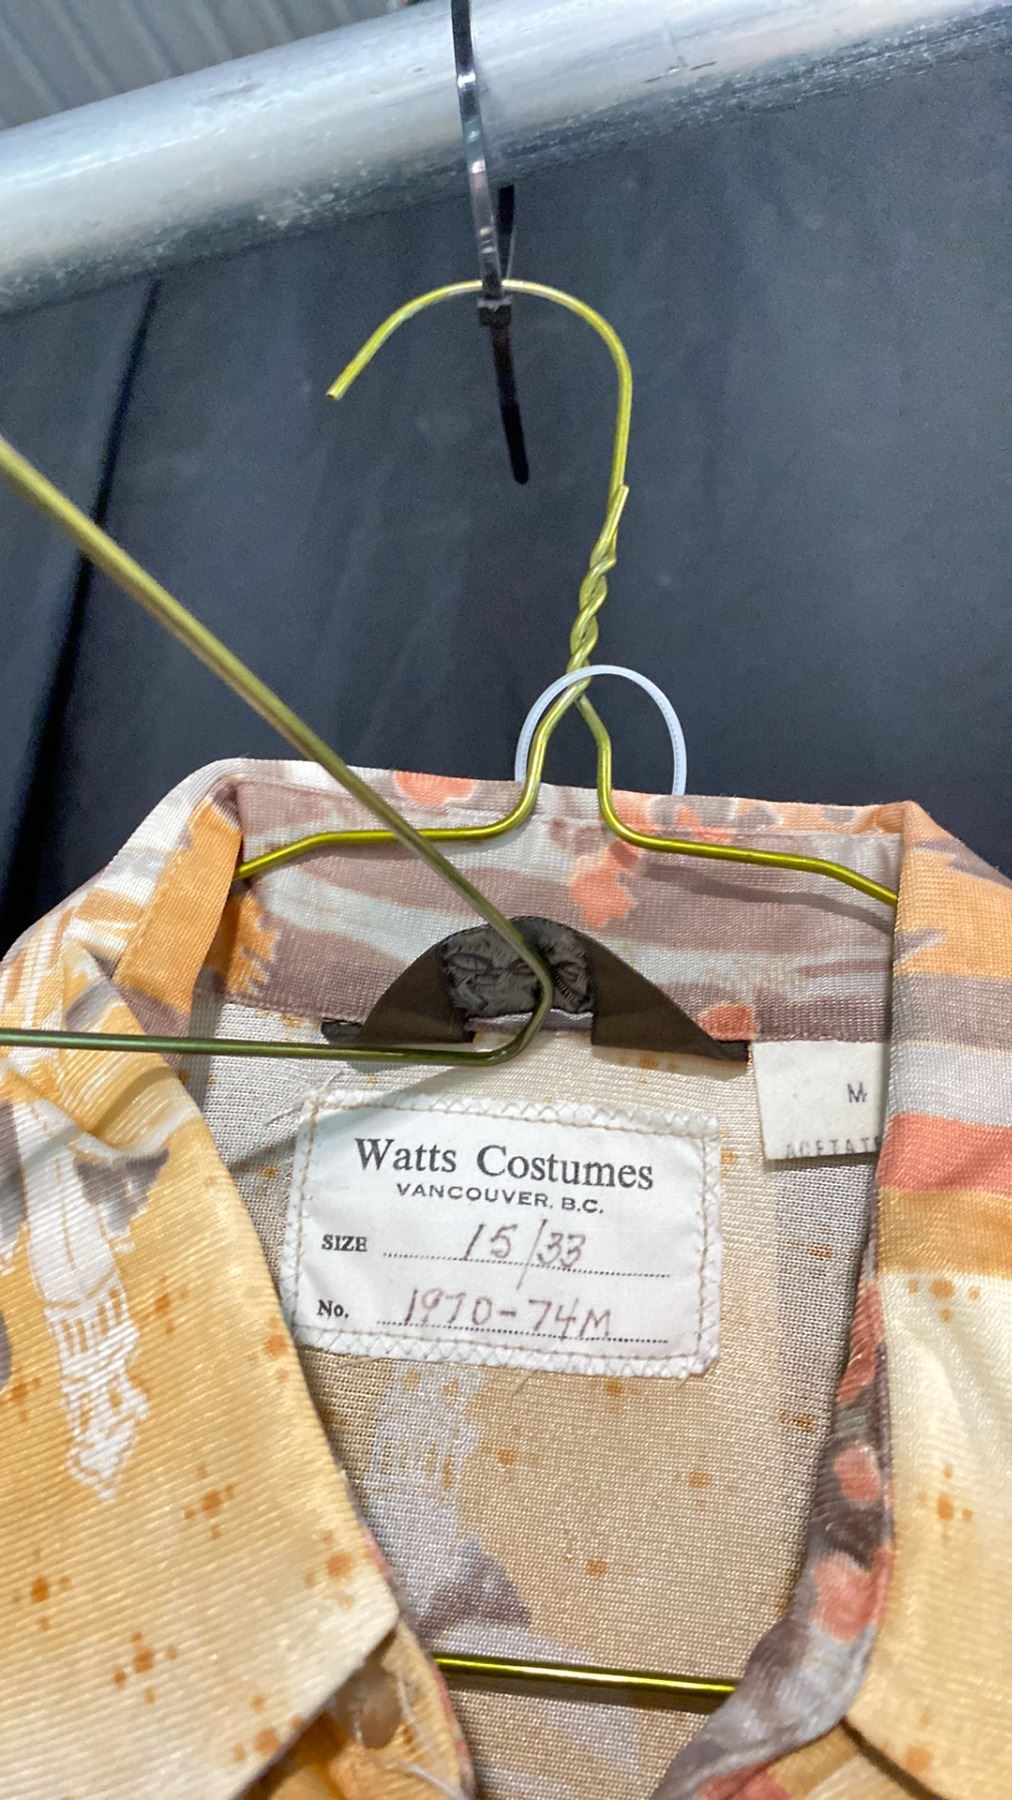 M
ACETATE
Watts Costumes
VANCOUVER, B.C.
SIZE 15/33
No. 1970-74M